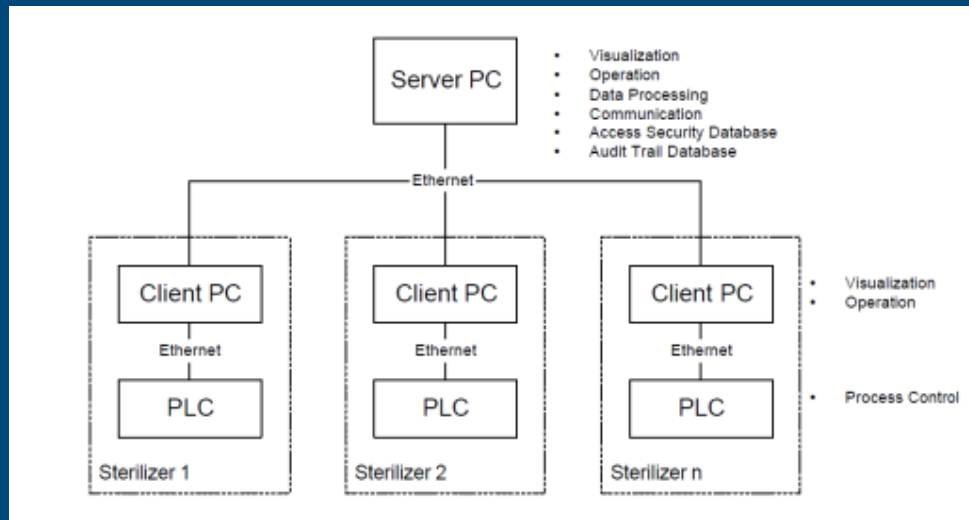 Server PC
• Visualization
• Operation
• Data Processing
• Communication
• Access Security Database
• Audit Trail Database
Ethernet
Client PC
Client PC
Client PC
• Visualization
• Operation
Ethernet
Ethernet
Ethernet
PLC
PLC
PLC
• Process Control
Sterilizer 1
Sterilizer 2
Sterilizer n